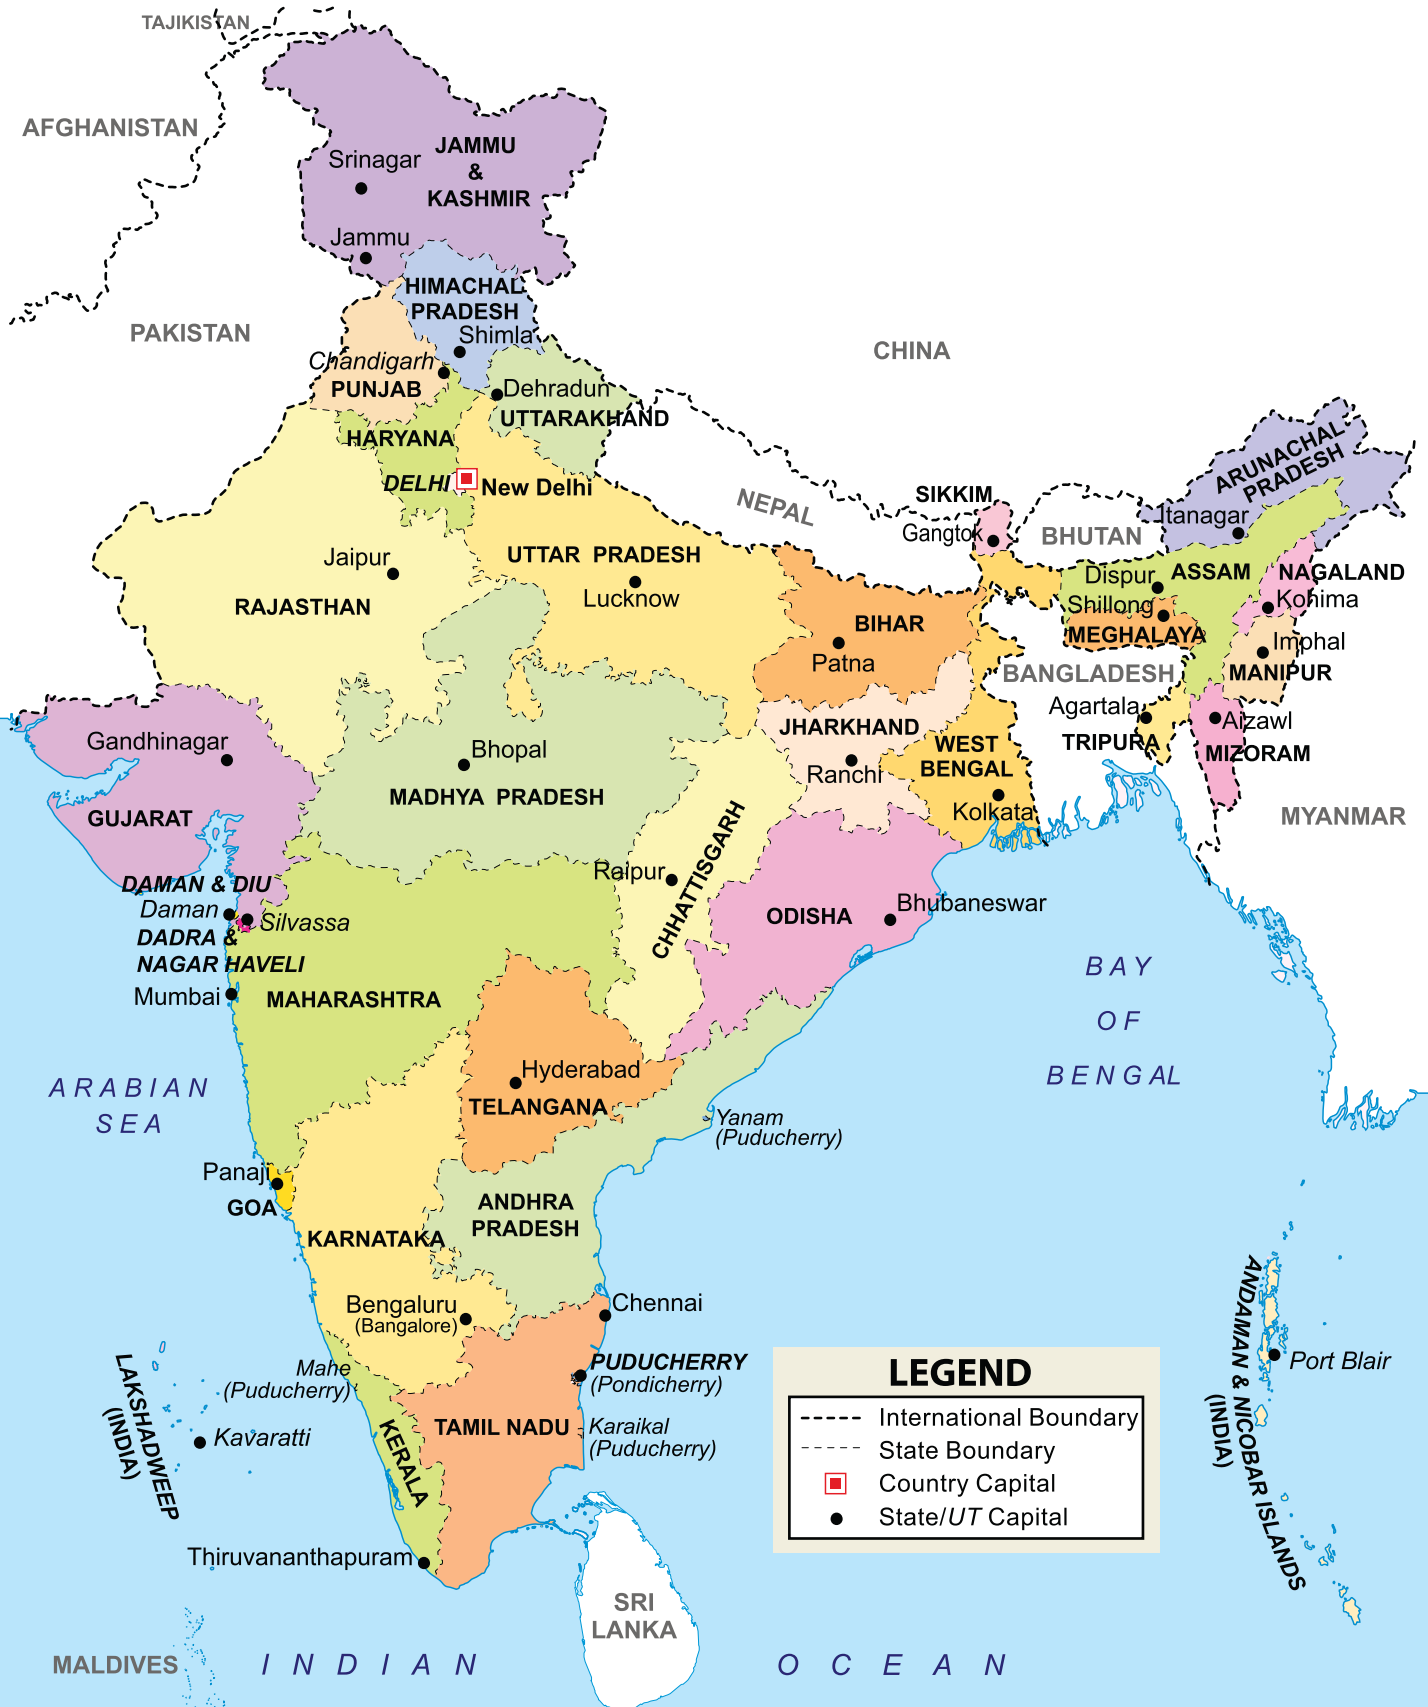 TAJIKISTAN
AFGHANISTAN
JAMMU
&
KASHMIR
Srinagar
Jammu
HIMACHAL
PRADESH
Shimla
PAKISTAN
CHINA
Chandigarh
PUNJAB
Dehradun
UTTARAKHAND
HARYANA
DELHI
New Delhi
NEPAL
SIKKIM
Gangtok
BHUTAN
ARUNACHAL
PRADESH
Itanagar
UTTAR PRADESH
Lucknow
Jaipur
RAJASTHAN
BIHAR
Patna
Dispur
ASSAM
NAGALAND
Kohima
Shillong
MEGHALAYA
Imphal
MANIPUR
BANGLADESH
Agartala
TRIPURA
Aizawl
MIZORAM
MYANMAR
Gandhinagar
GUJARAT
Bhopal
MADHYA PRADESH
JHARKHAND
Ranchi
WEST
BENGAL
Kolkata
CHHATTISGARH
Raipur
ODISHA
Bhubaneswar
DAMAN & DIU
Daman
Silvassa
DADRA &
NAGAR HAVELI
Mumbai
MAHARASHTRA
BAY
OF
BENGAL
ARABIAN
SEA
Hyderabad
TELANGANA
Yanam
(Puducherry)
Panaji
GOA
ANDHRA
PRADESH
KARNATAKA
Bengaluru
(Bangalore)
Chennai
Mahe
(Puducherry)
PUDUCHERRY
(Pondicherry)
TAMIL NADU
Karaikal
(Puducherry)
KERALA
LAKSHADWEEP
(INDIA)
Kavaratti
Thiruvananthapuram
ANDAMAN & NICOBAR ISLANDS
(INDIA)
Port Blair
LEGEND
International Boundary
State Boundary
Country Capital
State/UT Capital
SRI
LANKA
MALDIVES
INDIAN OCEAN